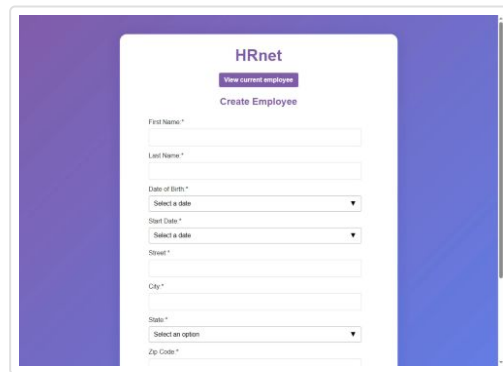 HRnet
View current employee
Create Employee
First Name *
Last Name *
Date of Birth *
Select a date
Start Date *
Select a date
Street *
City *
State *
Select an option
Zip Code *